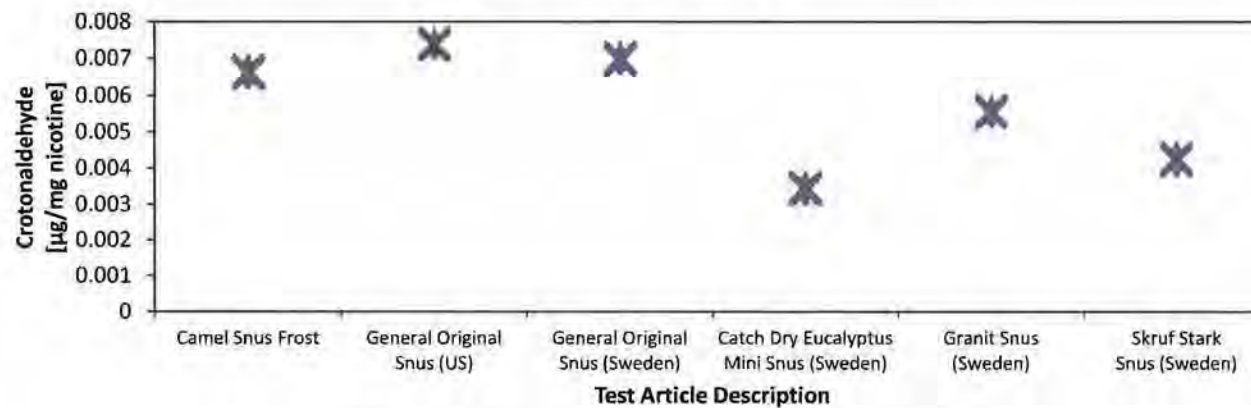 0.008
0.007
0.006
0.005
0.004
0.003
0.002
0.001
0
Crotonaldehyde
[µg/mg nicotine]
Camel Snus Frost
General Original
Snus (US)
General Original
Snus (Sweden)
Catch Dry Eucalyptus
Mini Snus (Sweden)
Granit Snus
(Sweden)
Skruf Stark
Snus (Sweden)
Test Article Description